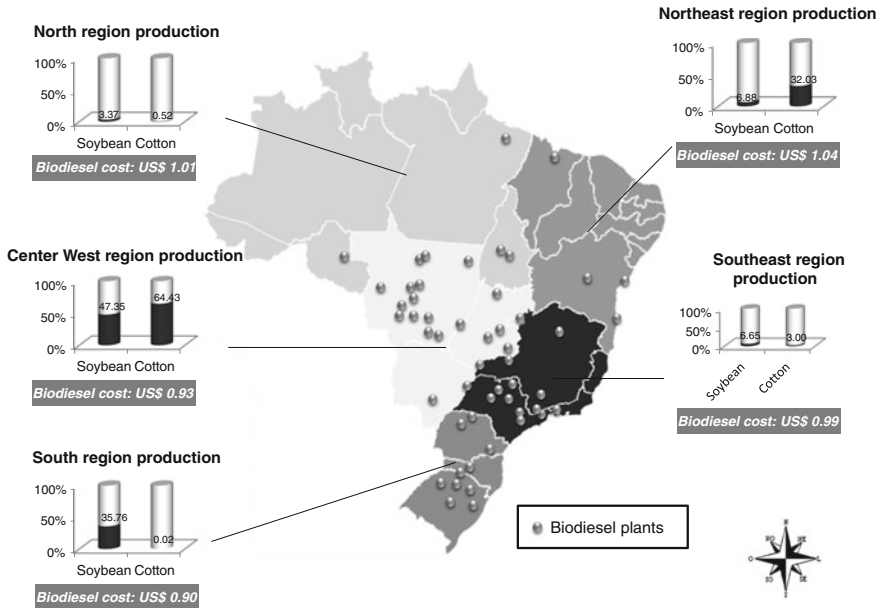 North region production
100%
50%
0%
3.37
0.52
Soybean Cotton
Biodiesel cost: US$ 1.01
Northeast region production
100%
50%
0%
6.88
32.03
Soybean Cotton
Biodiesel cost: US$ 1.04
Center West region production
100%
50%
0%
47.35
64.43
Soybean Cotton
Biodiesel cost: US$ 0.93
Southeast region
production
100%
50%
0%
6.65
3.00
Soybean
Cotton
Biodiesel cost: US$ 0.99
South region production
100%
50%
0%
35.76
0.02
Soybean Cotton
Biodiesel cost: US$ 0.90
Biodiesel plants
N
NO
NE
O
L
SO
SE
S